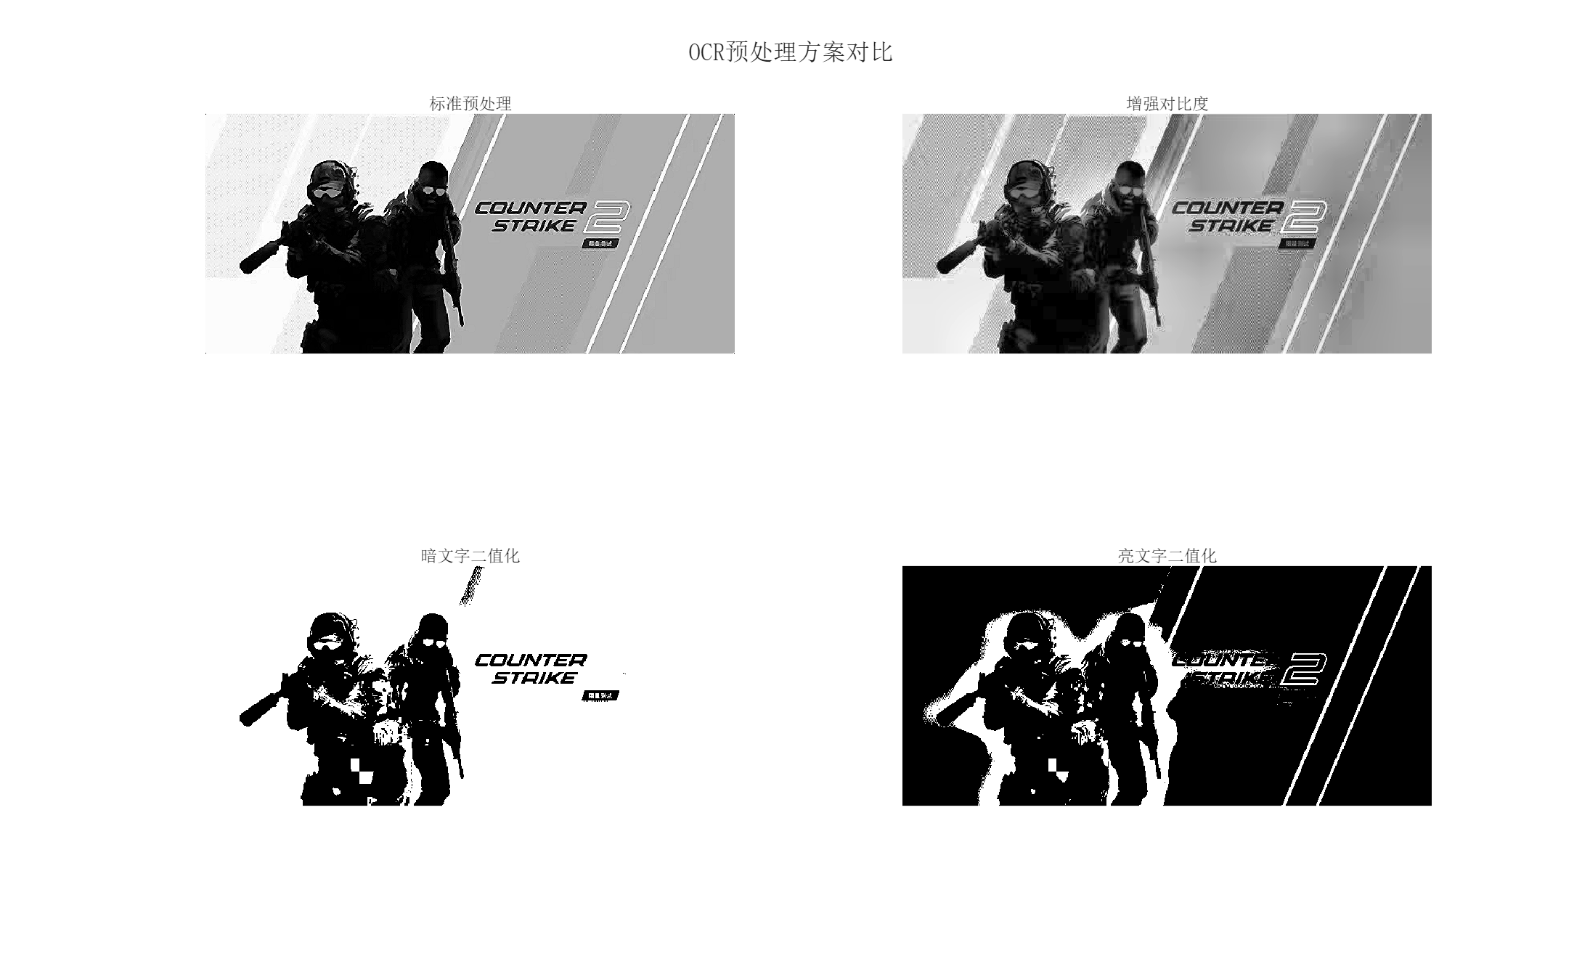 OCR预处理方案对比
标准预处理
增强对比度
COUNTER
STRIKE 2
COUNTER
STRIKE 2
暗文字二值化
亮文字二值化
COUNTER
STRIKE
COUNTER
STRIKE 2